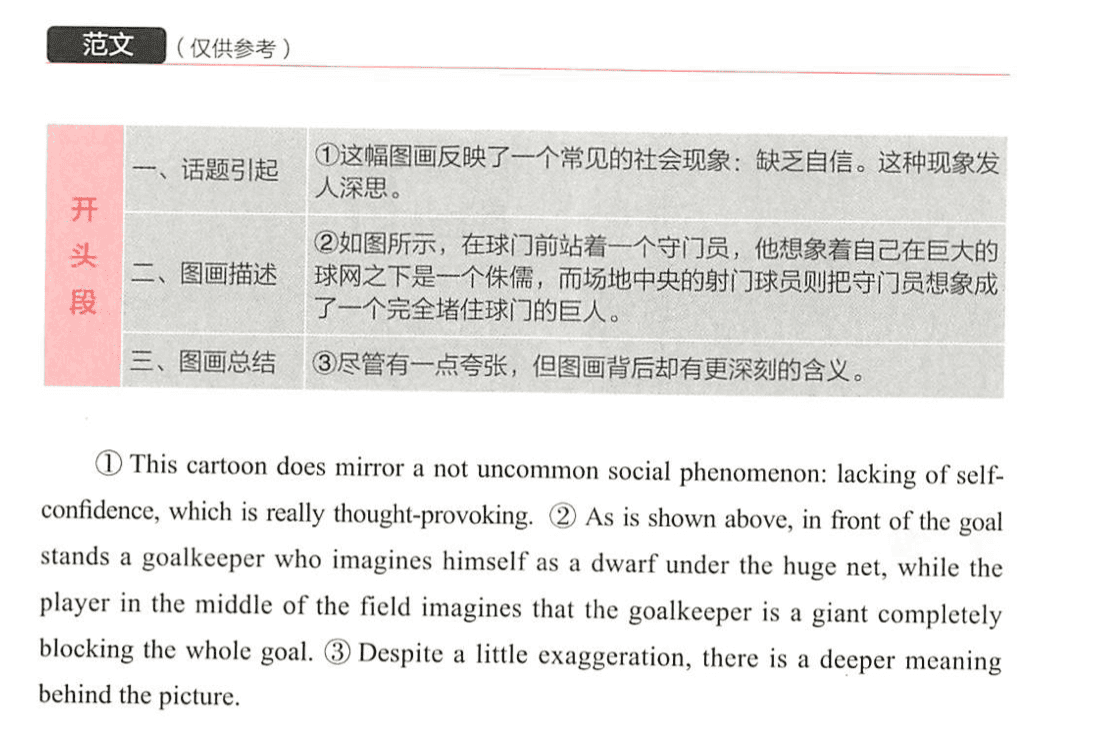 范文（仅供参考）
开头段
一、话题引起
①这幅图画反映了一个常见的社会现象：缺乏自信。这种现象发
人深思。
二、图画描述
②如图所示，在球门前站着一个守门员，他想象着自己在巨大的
球网之下是一个侏儒，而场地中央的射门球员则把守门员想象成
了一个完全堵住球门的巨人。
三、图画总结
③尽管有一点夸张，但图画背后却有更深刻的含义。
① This cartoon does mirror a not uncommon social phenomenon: lacking of self-
confidence, which is really thought-provoking. ② As is shown above, in front of the goal
stands a goalkeeper who imagines himself as a dwarf under the huge net, while the
player in the middle of the field imagines that the goalkeeper is a giant completely
blocking the whole goal. ③ Despite a little exaggeration, there is a deeper meaning
behind the picture.